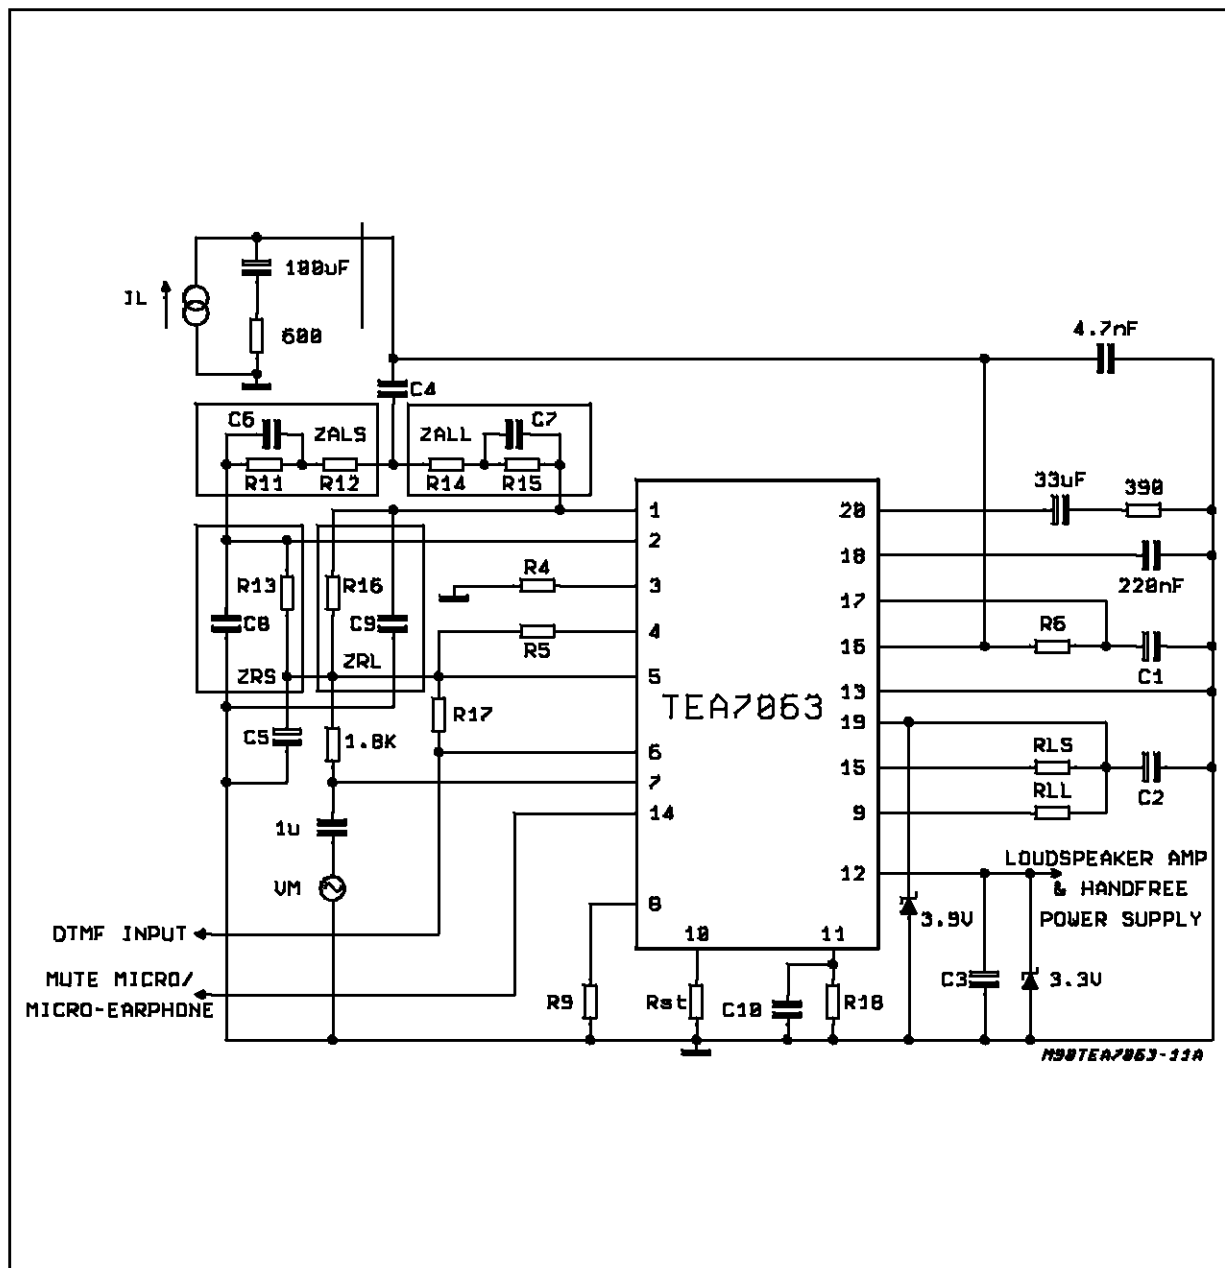 IL
100uF
600
4.7nF
C4
C6
ZALS
ZALL
C7
R11
R12
R14
R15
33uF
390
1
20
2
18
220nF
R13
R16
R4
3
17
C8
C9
R5
4
R6
16
C1
ZRS
ZRL
5
13
TEA7063
R17
19
C5
1.8K
6
RLS
15
7
C2
RLL
1u
14
9
VM
12
LOUDSPEAKER AMP
& HANDFREE
POWER SUPPLY
8
3.9V
DTMF INPUT
10
11
MUTE MICRO/
MICRO-EARPHONE
R9
Rst
C10
R18
C3
3.3V
M90TEA7063-11A